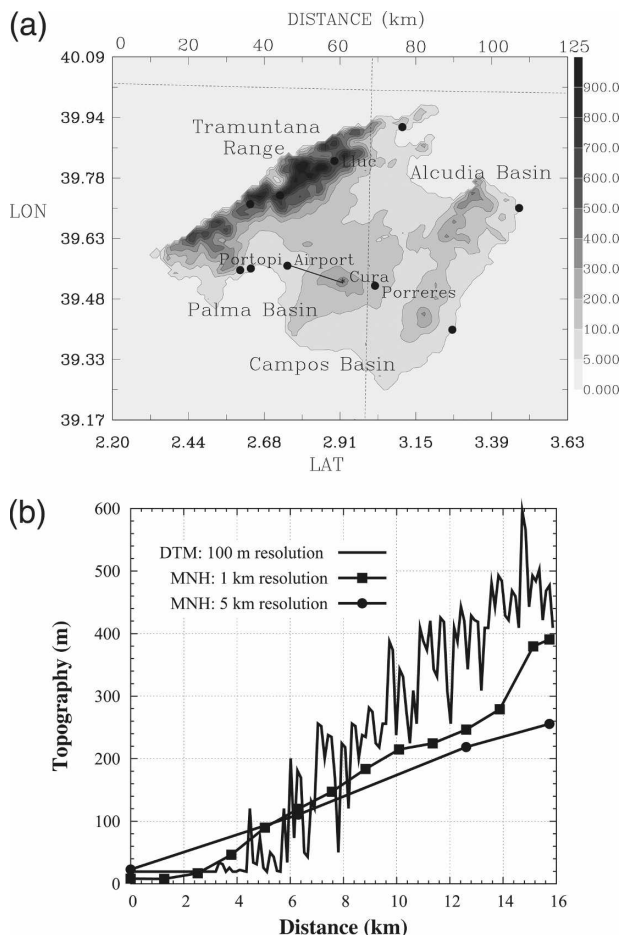 (a)
DISTANCE (km)
0 20 40 60 80 100 125
40.09
39.94
39.78
39.63
39.48
39.33
39.17
LON
Tramuntana
Range
Lluc
Alcudia Basin
Portopi
Airport
Cura
Porreres
Palma Basin
Campos Basin
900.0
800.0
700.0
600.0
500.0
400.0
300.0
200.0
100.0
5.000
0.000
2.20 2.44 2.68 2.91 3.15 3.39 3.63
LAT
(b)
600
500
400
300
200
100
0
Topography (m)
DTM: 100 m resolution
MNH: 1 km resolution
MNH: 5 km resolution
0 2 4 6 8 10 12 14 16
Distance (km)